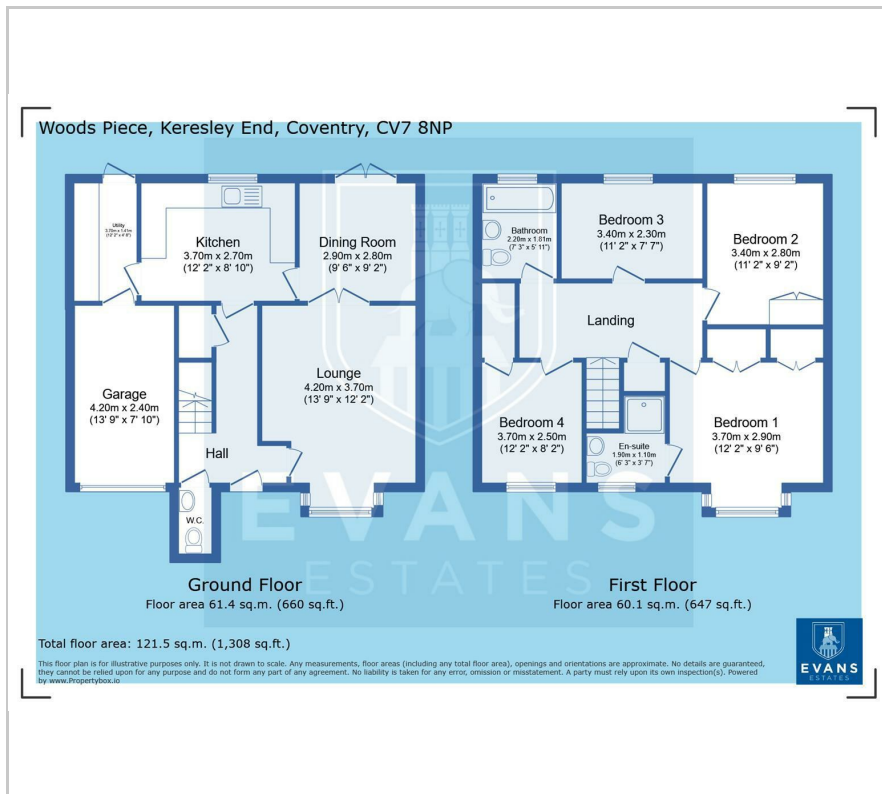 Woods Piece, Keresley End, Coventry, CV7 8NP
Utility
3.70m x 1.41m
(12' 2" x 4' 8")
Kitchen
3.70m x 2.70m
(12' 2" x 8' 10")
Dining Room
2.90m x 2.80m
(9' 6" x 9' 2")
Garage
4.20m x 2.40m
(13' 9" x 7' 10")
Lounge
4.20m x 3.70m
(13' 9" x 12' 2")
Hall
W.C.
Bathroom
2.20m x 1.81m
(7' 3" x 5' 11")
Bedroom 3
3.40m x 2.30m
(11' 2" x 7' 7")
Bedroom 2
3.40m x 2.80m
(11' 2" x 9' 2")
Landing
Bedroom 4
3.70m x 2.50m
(12' 2" x 8' 2")
En-suite
1.90m x 1.10m
(6' 3" x 3' 7")
Bedroom 1
3.70m x 2.90m
(12' 2" x 9' 6")
EVANS
ESTATES
Ground Floor
Floor area 61.4 sq.m. (660 sq.ft.)
First Floor
Floor area 60.1 sq.m. (647 sq.ft.)
Total floor area: 121.5 sq.m. (1,308 sq.ft.)
This floor plan is for illustrative purposes only. It is not drawn to scale. Any measurements, floor areas (including any total floor area), openings and orientations are approximate. No details are guaranteed,
they cannot be relied upon for any purpose and do not form any part of any agreement. No liability is taken for any error, omission or misstatement. A party must rely upon its own inspection(s). Powered
by www.Propertybox.io
EVANS
ESTATES